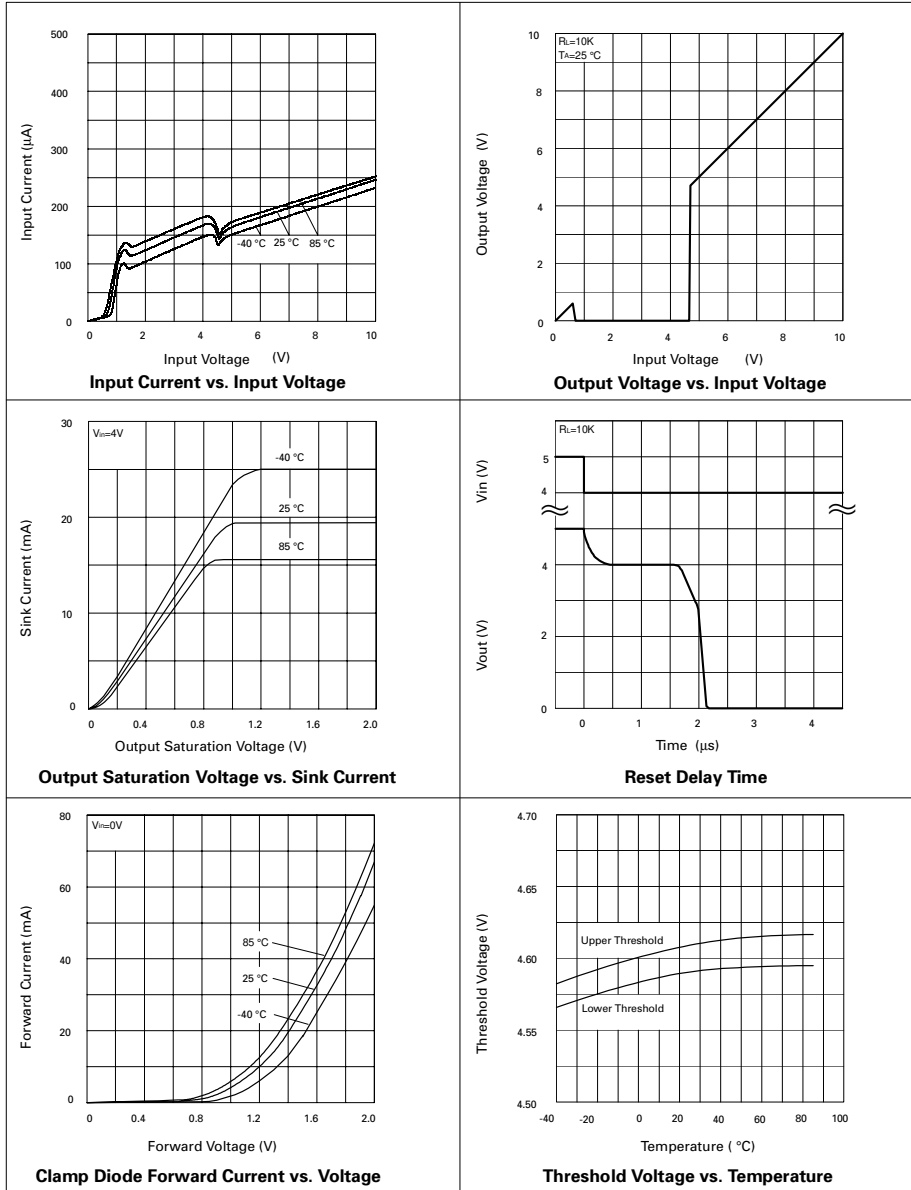 500
300
200
100
0
Input Current (µA)
0 2 4 6 8 10
-40 °C 25 °C 85 °C
Input Voltage (V)
Input Current vs. Input Voltage
10
8
6
4
2
0
Output Voltage (V)
RL=10K
TA=25 °C
0 2 4 6 8 10
Input Voltage (V)
Output Voltage vs. Input Voltage
30
20
10
0
Sink Current (mA)
Vin=4V
-40 °C
25 °C
85 °C
0 0.4 0.8 1.2 1.6 2.0
Output Saturation Voltage (V)
Output Saturation Voltage vs. Sink Current
RL=10K
Vin (V)
5
4
Vout (V)
4
2
0
0 1 2 3 4
Time (µs)
Reset Delay Time
80
60
40
20
0
Forward Current (mA)
Vin=0V
85 °C
25 °C
-40 °C
0 0.4 0.8 1.2 1.6 2.0
Forward Voltage (V)
Clamp Diode Forward Current vs. Voltage
4.70
4.65
4.60
4.55
4.50
Threshold Voltage (V)
Upper Threshold
Lower Threshold
-40 -20 0 20 40 60 80 100
Temperature ( °C)
Threshold Voltage vs. Temperature